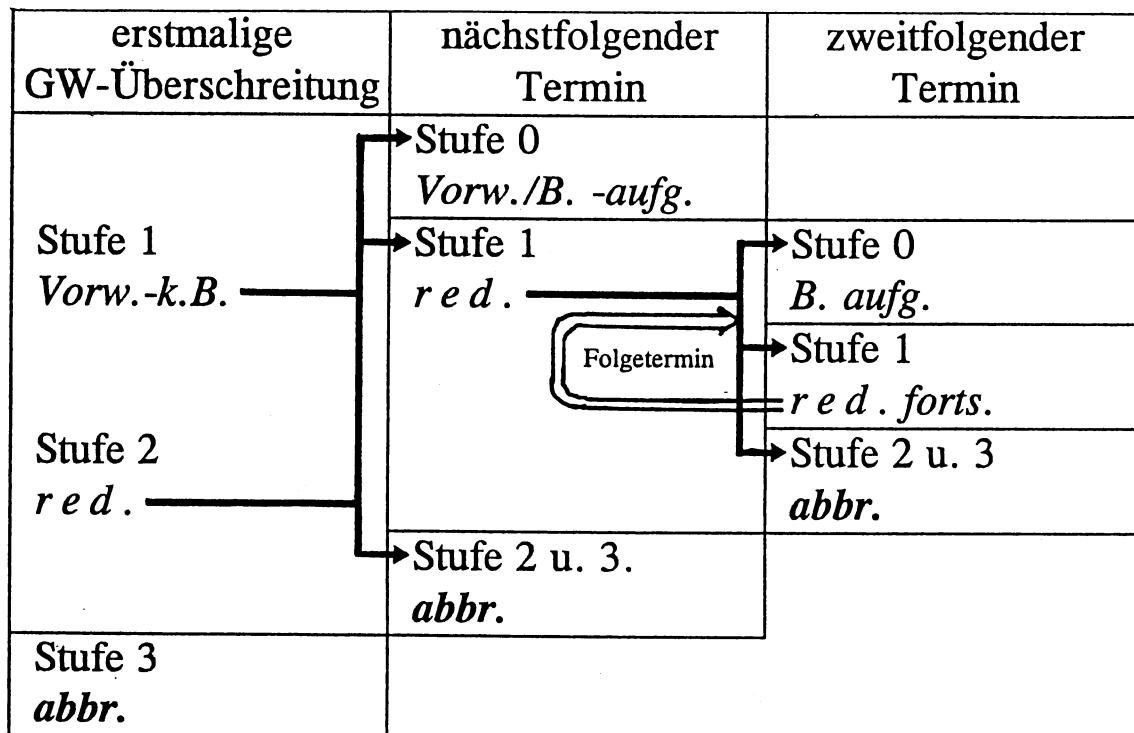 erstmalige
GW-Überschreitung
nächstfolgender
Termin
zweitfolgender
Termin
Stufe 1
Vorw.-k.B.
Stufe 2
red.
Stufe 3
abbr.
Stufe 0
Vorw./B. -aufg.
Stufe 1
red.
Folgetermin
Stufe 2 u. 3.
abbr.
Stufe 0
B. aufg.
Stufe 1
red. forts.
Stufe 2 u. 3
abbr.